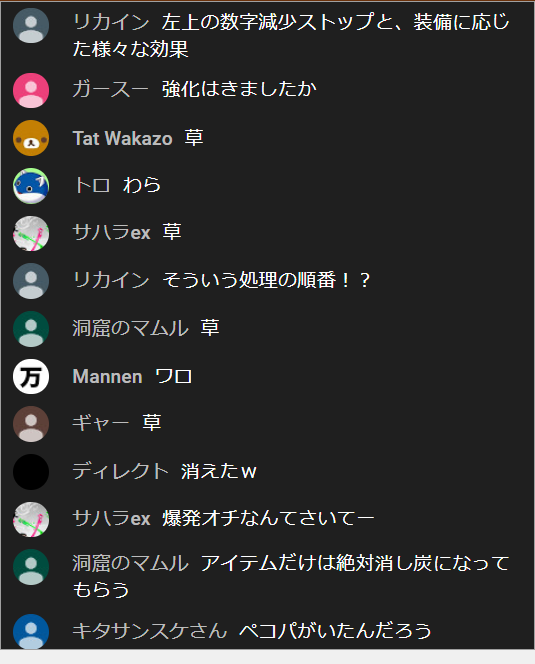 リカイン 左上の数字減少ストップと、装備に応じ
た様々な効果
ガースー 強化はきましたか
Tat Wakazo 草
トロ わら
サハラex 草
リカイン そういう処理の順番！？
洞窟のマムル 草
万 Mannen ワロ
ギャー 草
ディレクト 消えたｗ
サハラex 爆発オチなんてさいてー
洞窟のマムル アイテムだけは絶対消し炭になって
もらう
キタサンスケさん ペコパがいたんだろう